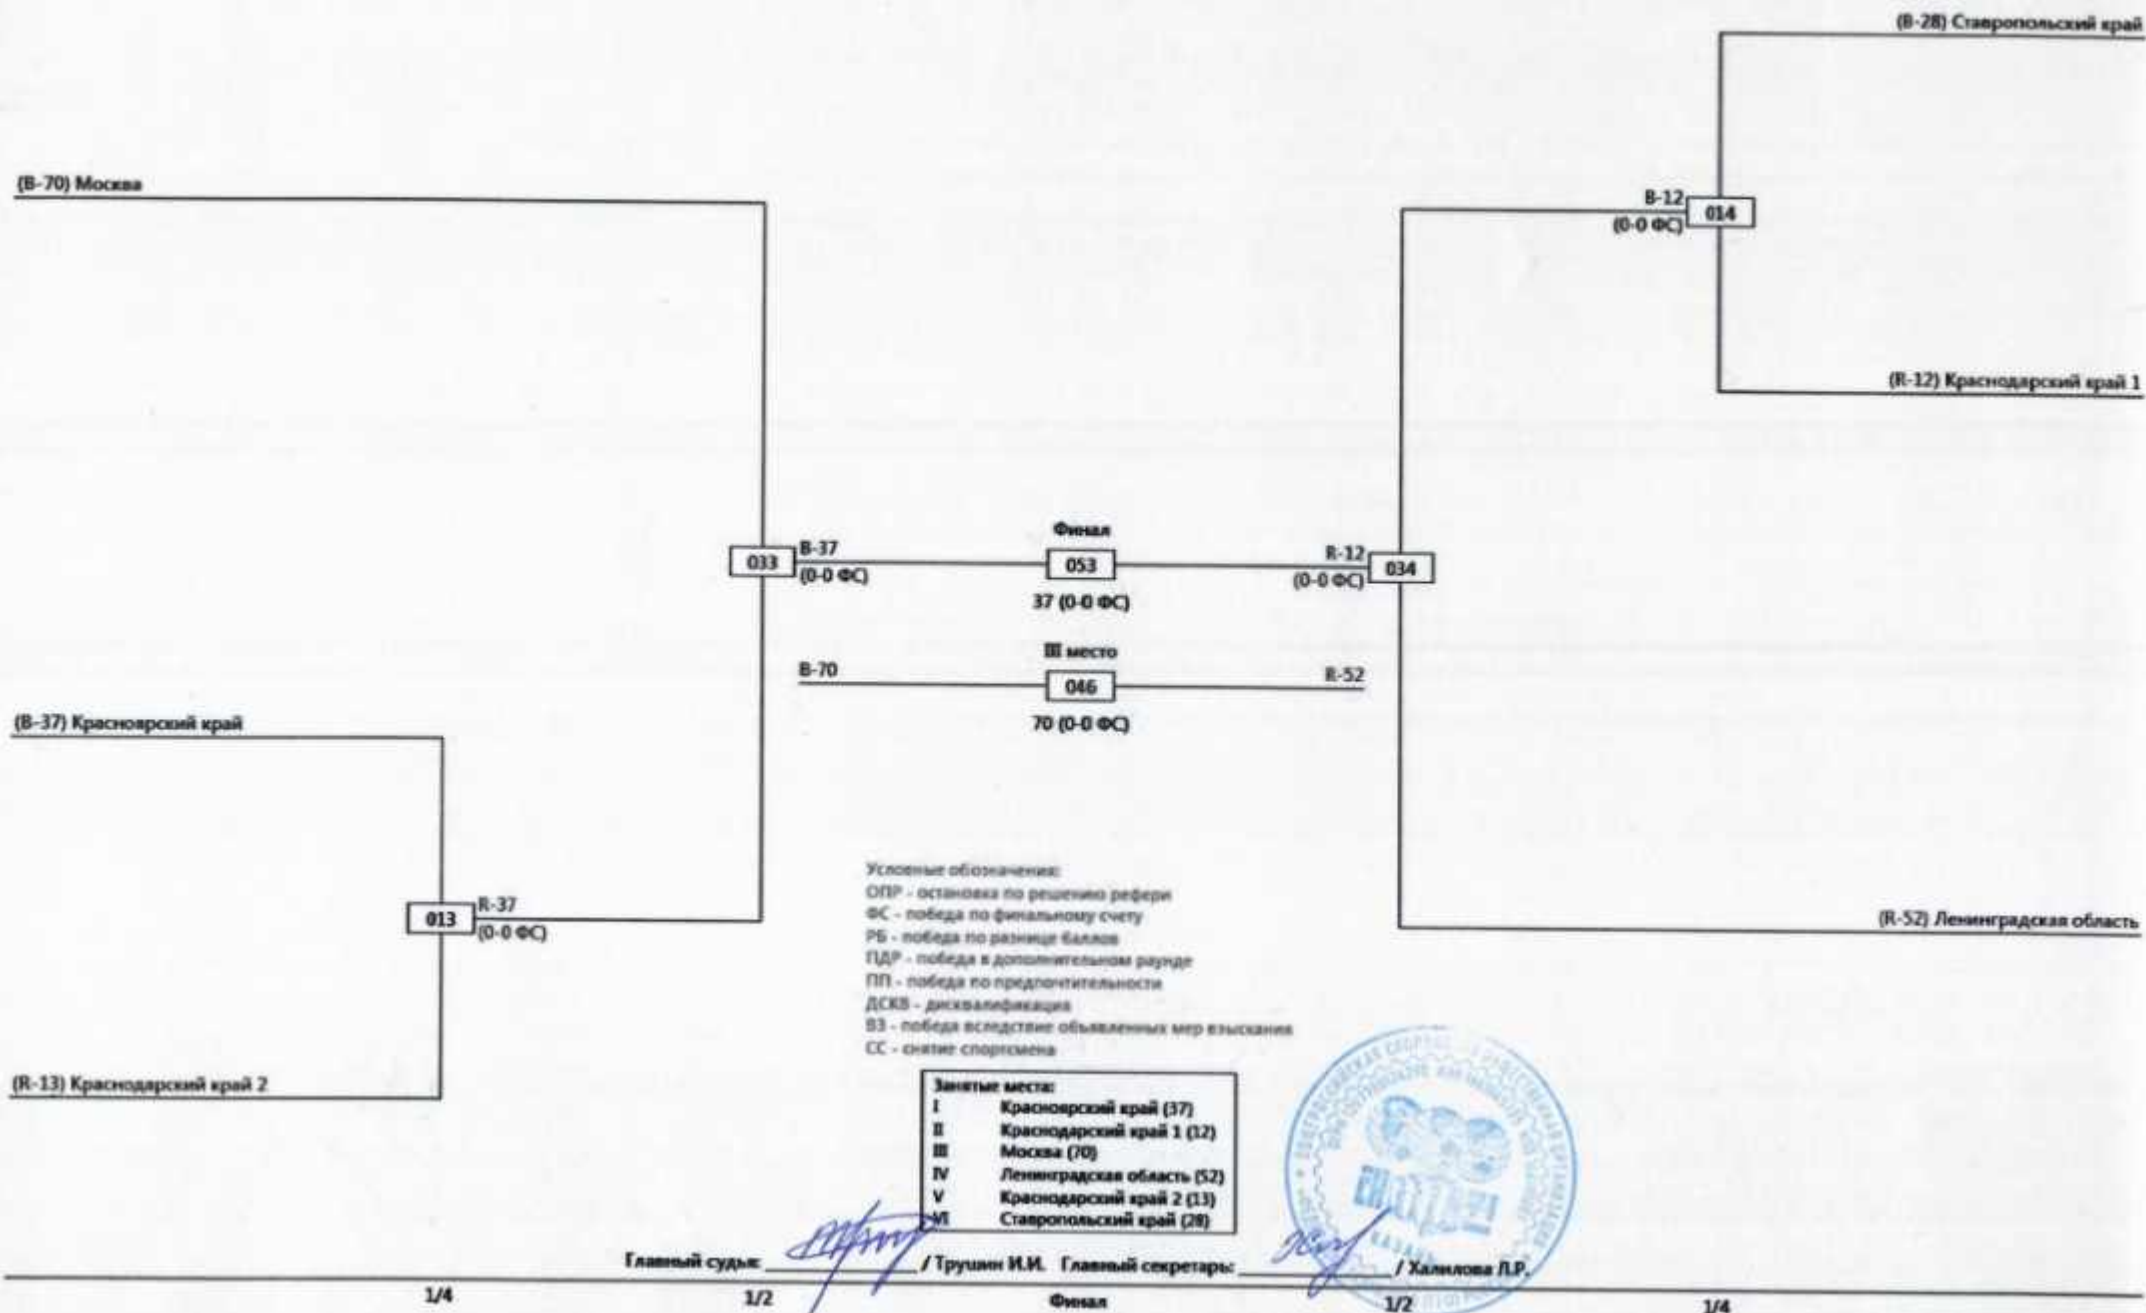 (B-28) Ставропольский край
(B-70) Москва
B-12
(0-0 ФС)
014
(R-12) Краснодарский край 1
Финал
033
B-37
(0-0 ФС)
053
R-12
(0-0 ФС)
034
37 (0-0 ФС)
III место
B-70
046
R-52
70 (0-0 ФС)
(B-37) Красноярский край
013
R-37
(0-0 ФС)
(R-52) Ленинградская область
(R-13) Краснодарский край 2
Условные обозначения:
ОПР - остановка по решению рефери
ФС - победа по финальному счету
РБ - победа по разнице баллов
ПДР - победа в дополнительном раунде
ПП - победа по предпочтительности
ДСКВ - дисквалификация
ВЗ - победа вследствие объявленных мер взыскания
СС - снятие спортсмена
Занятые места:
I Красноярский край (37)
II Краснодарский край 1 (12)
III Москва (70)
IV Ленинградская область (52)
V Краснодарский край 2 (13)
VI Ставропольский край (28)
Главный судья: / Трушин И.И. Главный секретарь: / Халилова Л.Р.
1/4 1/2 Финал 1/2 1/4
КАЗАНЬ